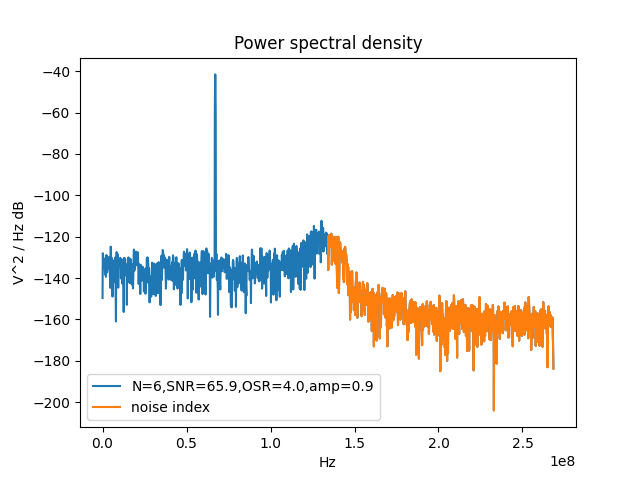 Power spectral density
V^2 / Hz dB
−40
−60
−80
−100
−120
−140
−160
−180
−200
N=6,SNR=65.9,OSR=4.0,amp=0.9
noise index
0.0
0.5
1.0
1.5
2.0
2.5
1e8
Hz